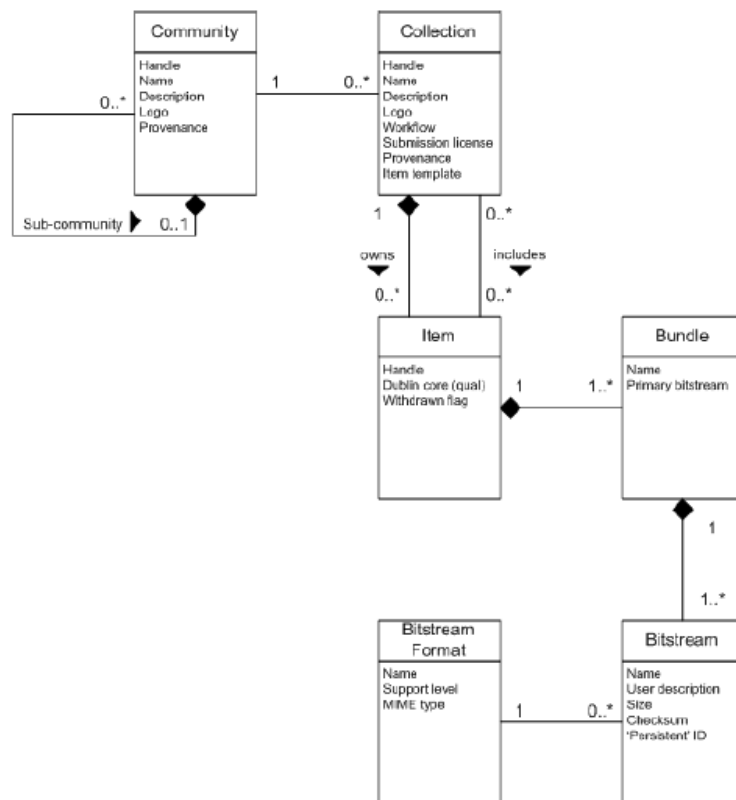 Community
Handle
Name
Description
Logo
Provenance
1
0..*
Collection
Handle
Name
Description
Logo
Workflow
Submission license
Provenance
Item template
0..*
Sub-community
0..1
1
0..*
owns
includes
0..*
0..*
Item
Handle
Dublin core (qual)
Withdrawn flag
1
1..*
Bundle
Name
Primary bitstream
1
1..*
Bitstream
Format
Name
Support level
MIME type
1
0..*
Bitstream
Name
User description
Size
Checksum
'Persistent' ID